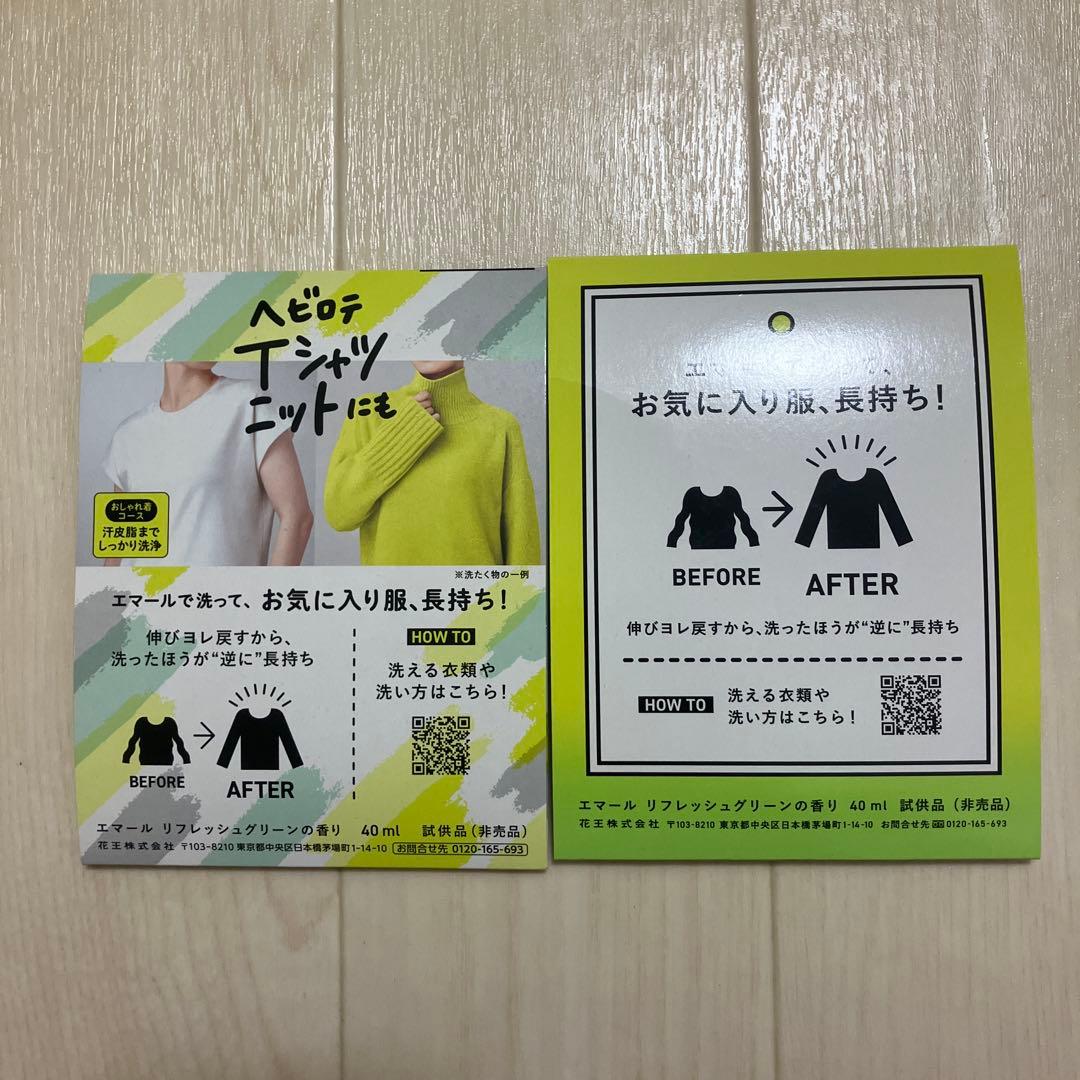 ヘビロテ
Tシャツ
ニットにも
おしゃれ着
コース
汗皮脂まで
しっかり洗浄
※洗たく物の一例
エマールで洗って、お気に入り服、長持ち!
伸びヨレ戻すから、
洗ったほうが"逆に"長持ち
BEFORE
AFTER
HOW TO
洗える衣類や
洗い方はこちら!
エマール リフレッシュグリーンの香り 40ml 試供品(非売品)
花王株式会社 〒103-8210 東京都中央区日本橋茅場町1-14-10 お問合せ先 0120-165-693
お気に入り服、長持ち!
BEFORE
AFTER
伸びヨレ戻すから、洗ったほうが"逆に"長持ち
HOW TO
洗える衣類や
洗い方はこちら!
エマール リフレッシュグリーンの香り 40ml 試供品(非売品)
花王株式会社 〒103-8210 東京都中央区日本橋茅場町1-14-10 お問合せ先 0120-165-693